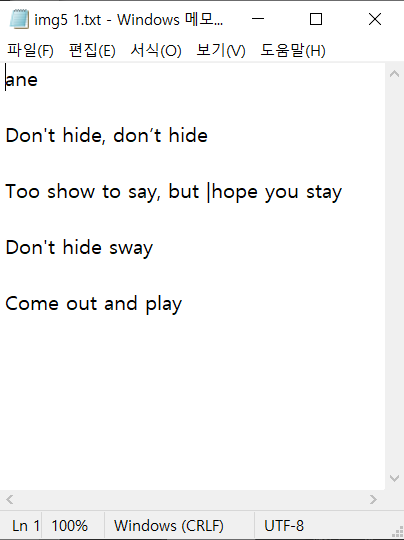 img5 1.txt - Windows 메모...
파일(F) 편집(E) 서식(O) 보기(V) 도움말(H)
ane
Don't hide, don’t hide
Too show to say, but |hope you stay
Don't hide sway
Come out and play
Ln 1 100% Windows (CRLF) UTF-8